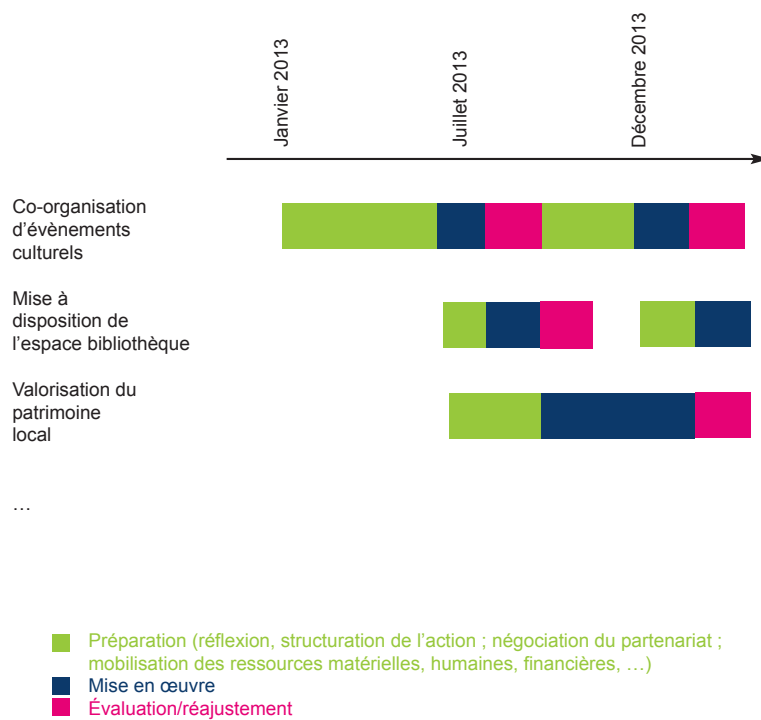 Janvier 2013
Juillet 2013
Décembre 2013
Co-organisation
d’évènements
culturels
Mise à
disposition de
l’espace bibliothèque
Valorisation du
patrimoine
local
…
Préparation (réflexion, structuration de l’action ; négociation du partenariat ;
mobilisation des ressources matérielles, humaines, financières, …)
Mise en œuvre
Évaluation/réajustement